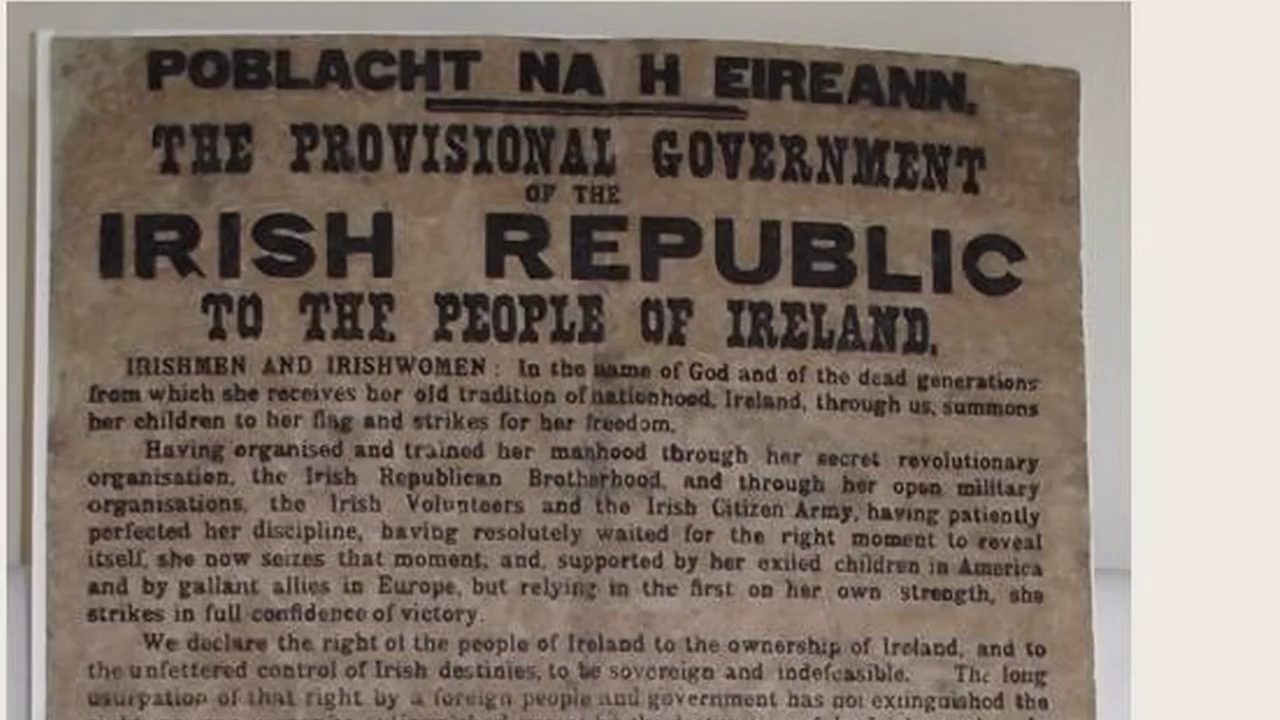 POBLACHT NA H EIREANN.
THE PROVISIONAL GOVERNMENT
OF THE
IRISH REPUBLIC
TO THE PEOPLE OF IRELAND.
IRISHMEN AND IRISHWOMEN : In the name of God and of the dead generations
from which she receives her old tradition of nationhood, Ireland, through us, summons
her children to her flag and strikes for her freedom.
Having organised and trained her manhood through her secret revolutionary
organisation, the Irish Republican Brotherhood, and through her open military
organisations, the Irish Volunteers and the Irish Citizen Army, having patiently
perfected her discipline, having resolutely waited for the right moment to reveal
itself, she now seizes that moment, and, supported by her exiled children in America
and by gallant allies in Europe, but relying in the first on her own strength, she
strikes in full confidence of victory.
We declare the right of the people of Ireland to the ownership of Ireland, and to
the unfettered control of Irish destinies, to be sovereign and indefeasible. The long
usurpation of that right by a foreign people and government has not extinguished the